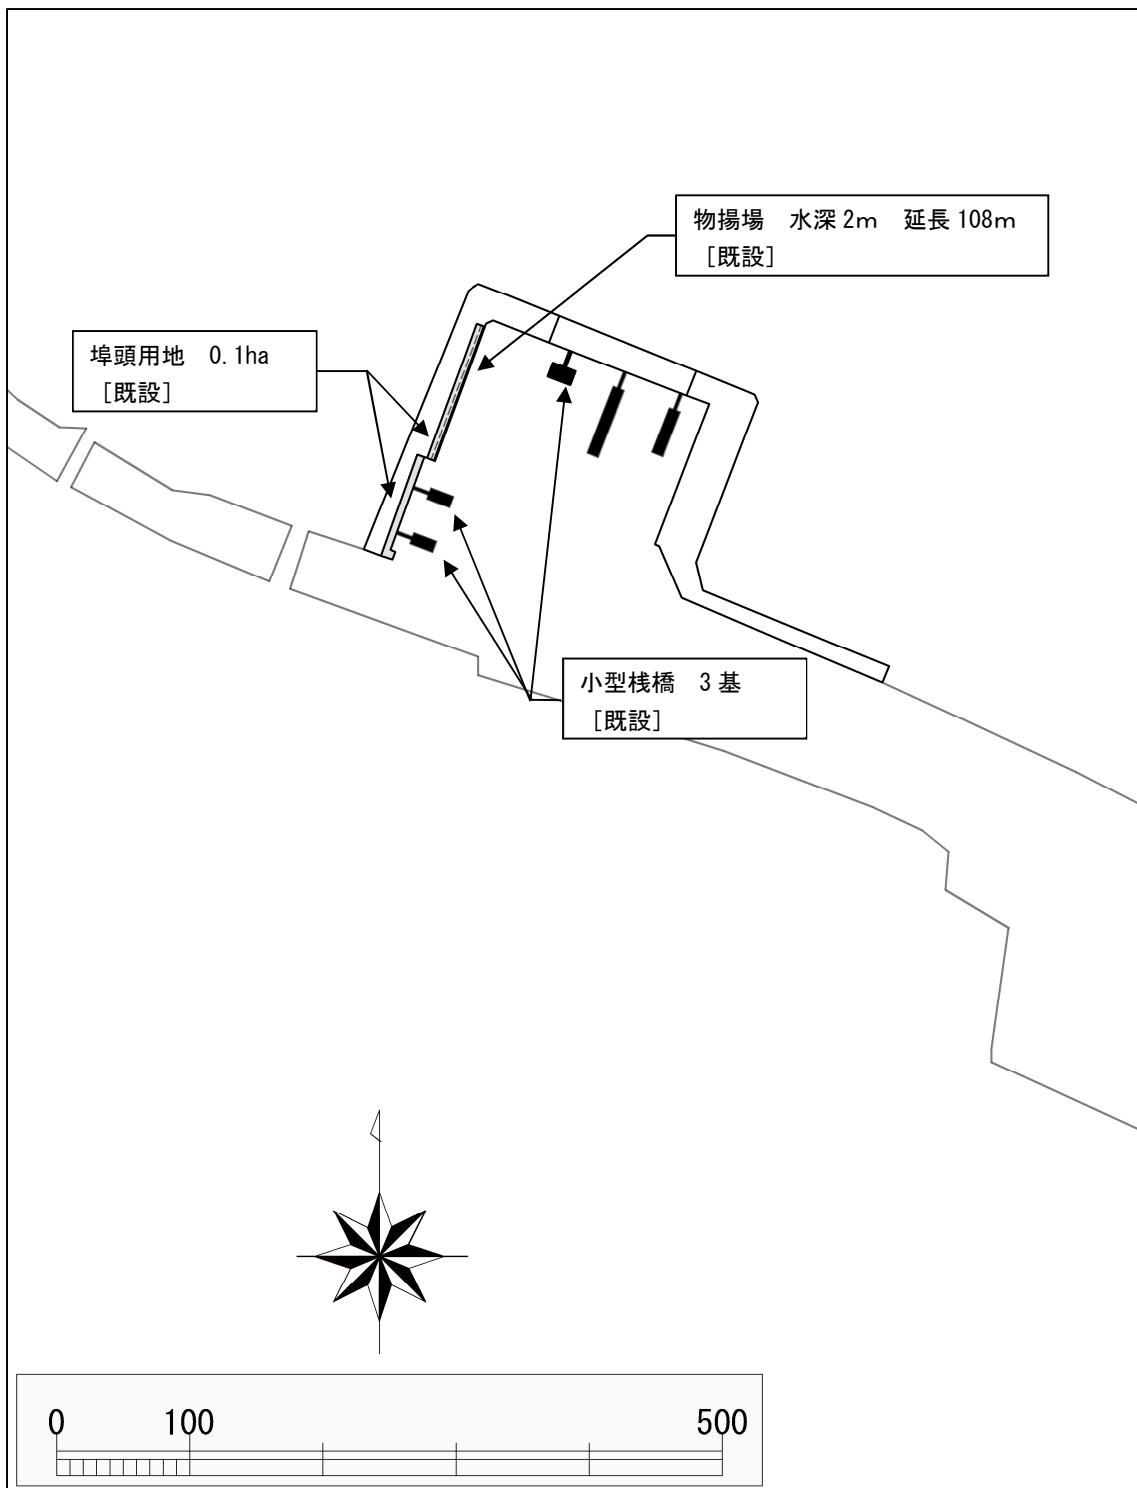 物揚場　水深 2m　延長 108m
［既設］
埠頭用地　0.1ha
［既設］
小型桟橋　3 基
［既設］
0 100 500